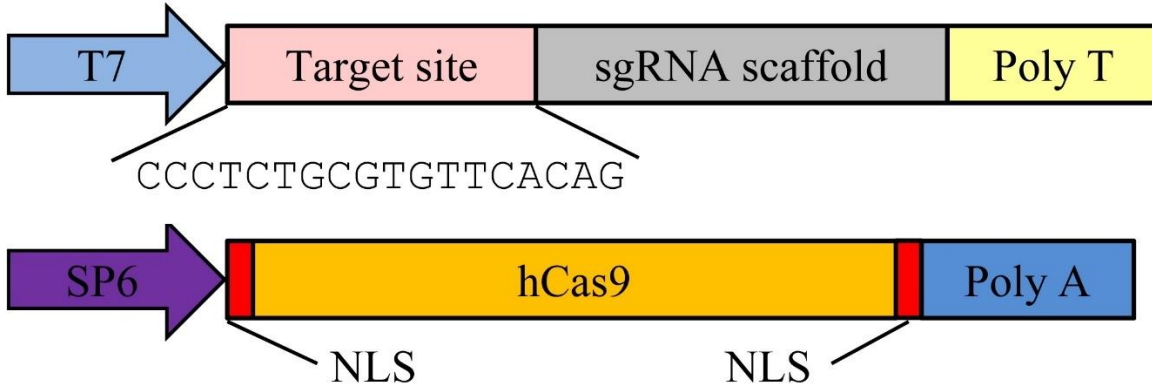 T7 Target site sgRNA scaffold Poly T
CCCTCTGCGTGTTCACAG
SP6 hCas9 Poly A
NLS NLS